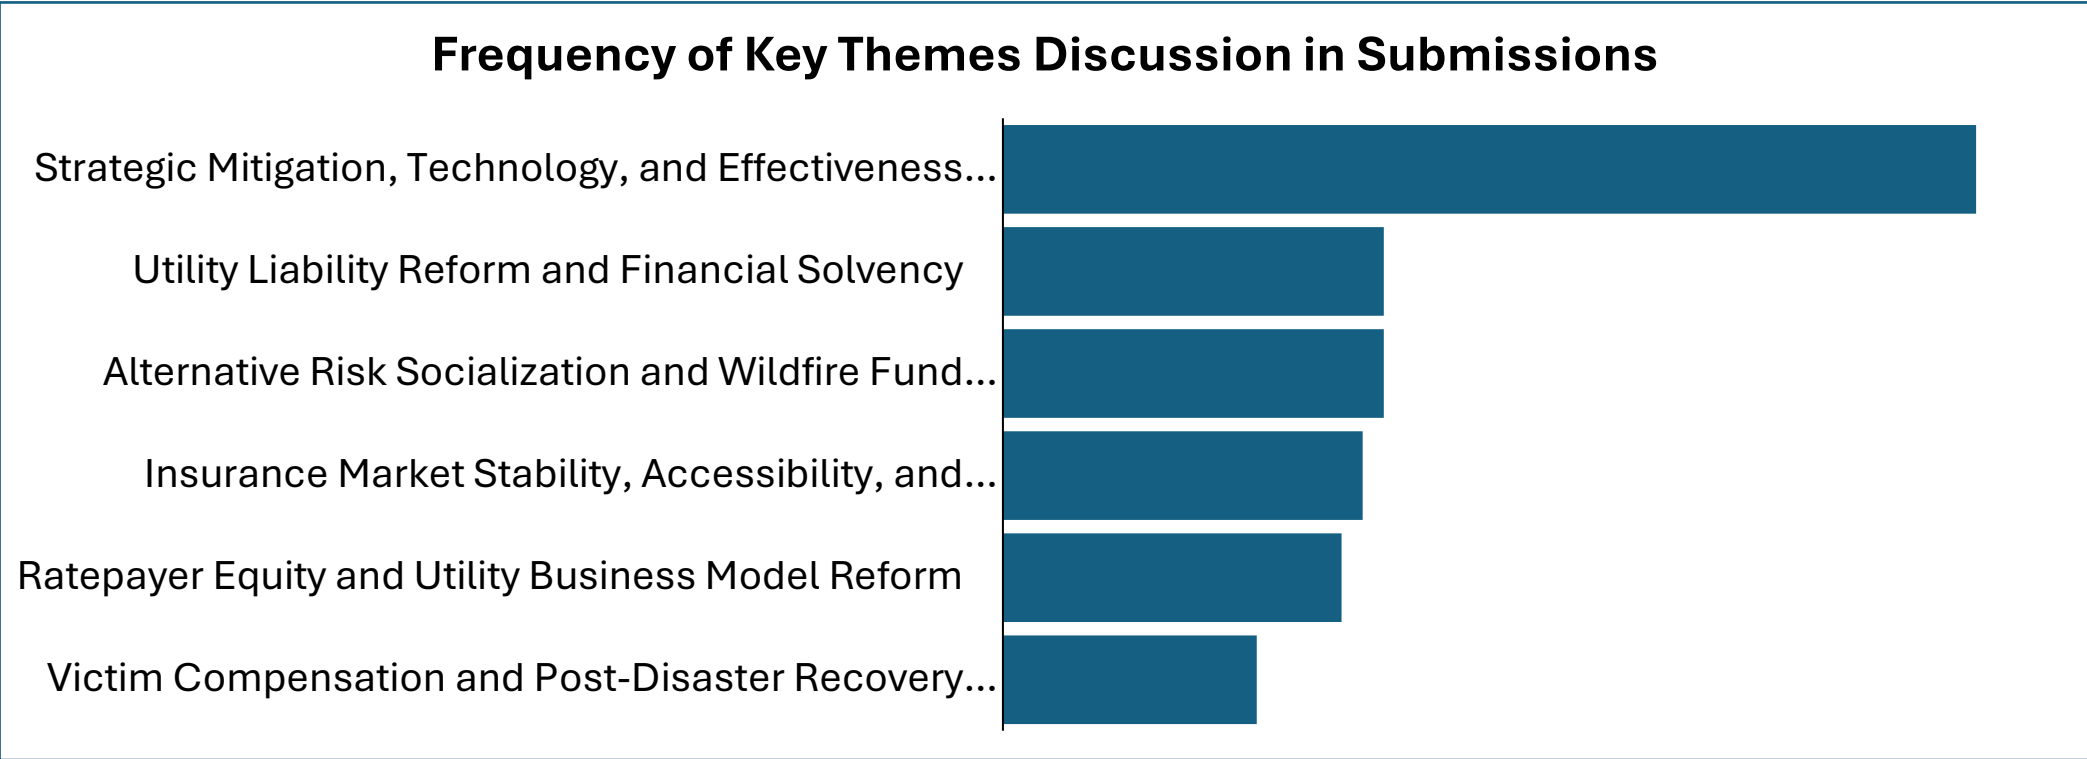 Frequency of Key Themes Discussion in Submissions
Strategic Mitigation, Technology, and Effectiveness...
Utility Liability Reform and Financial Solvency
Alternative Risk Socialization and Wildfire Fund...
Insurance Market Stability, Accessibility, and...
Ratepayer Equity and Utility Business Model Reform
Victim Compensation and Post-Disaster Recovery...